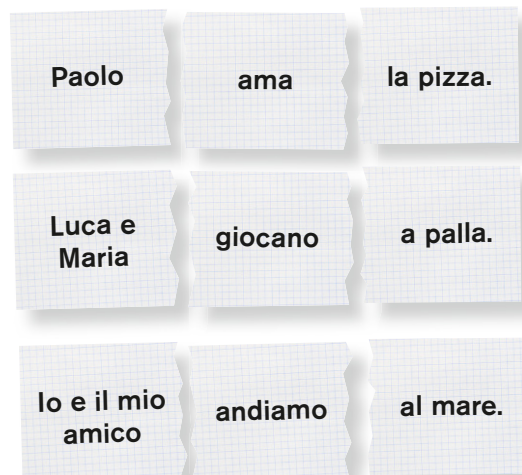 Paolo ama la pizza.
Luca e
Maria giocano a palla.
Io e il mio
amico andiamo al mare.